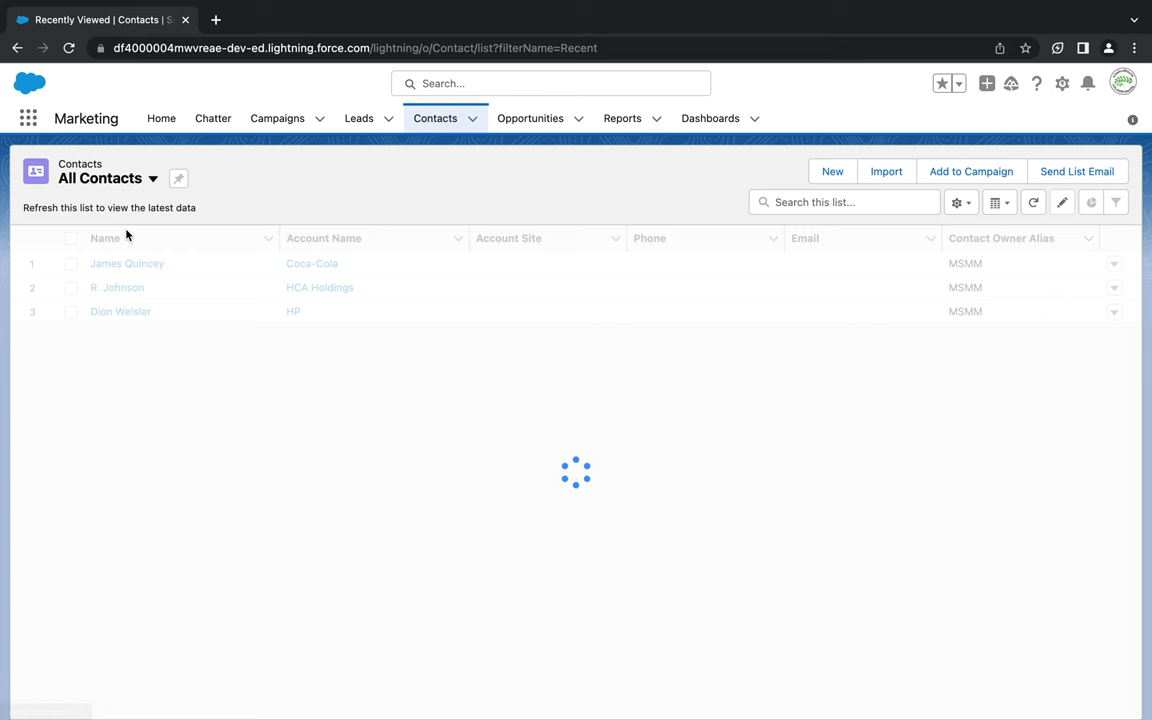 Recently Viewed | Contacts | S
df4000004mwvreae-dev-ed.lightning.force.com/lightning/o/Contact/list?filterName=Recent
Search...
Marketing Home Chatter Campaigns Leads Contacts Opportunities Reports Dashboards
Contacts
All Contacts
New Import Add to Campaign Send List Email
Refresh this list to view the latest data
Search this list...
Name Account Name Account Site Phone Email Contact Owner Alias
1 James Quincey Coca-Cola MSMM
2 R. Johnson HCA Holdings MSMM
3 Dion Weisler HP MSMM